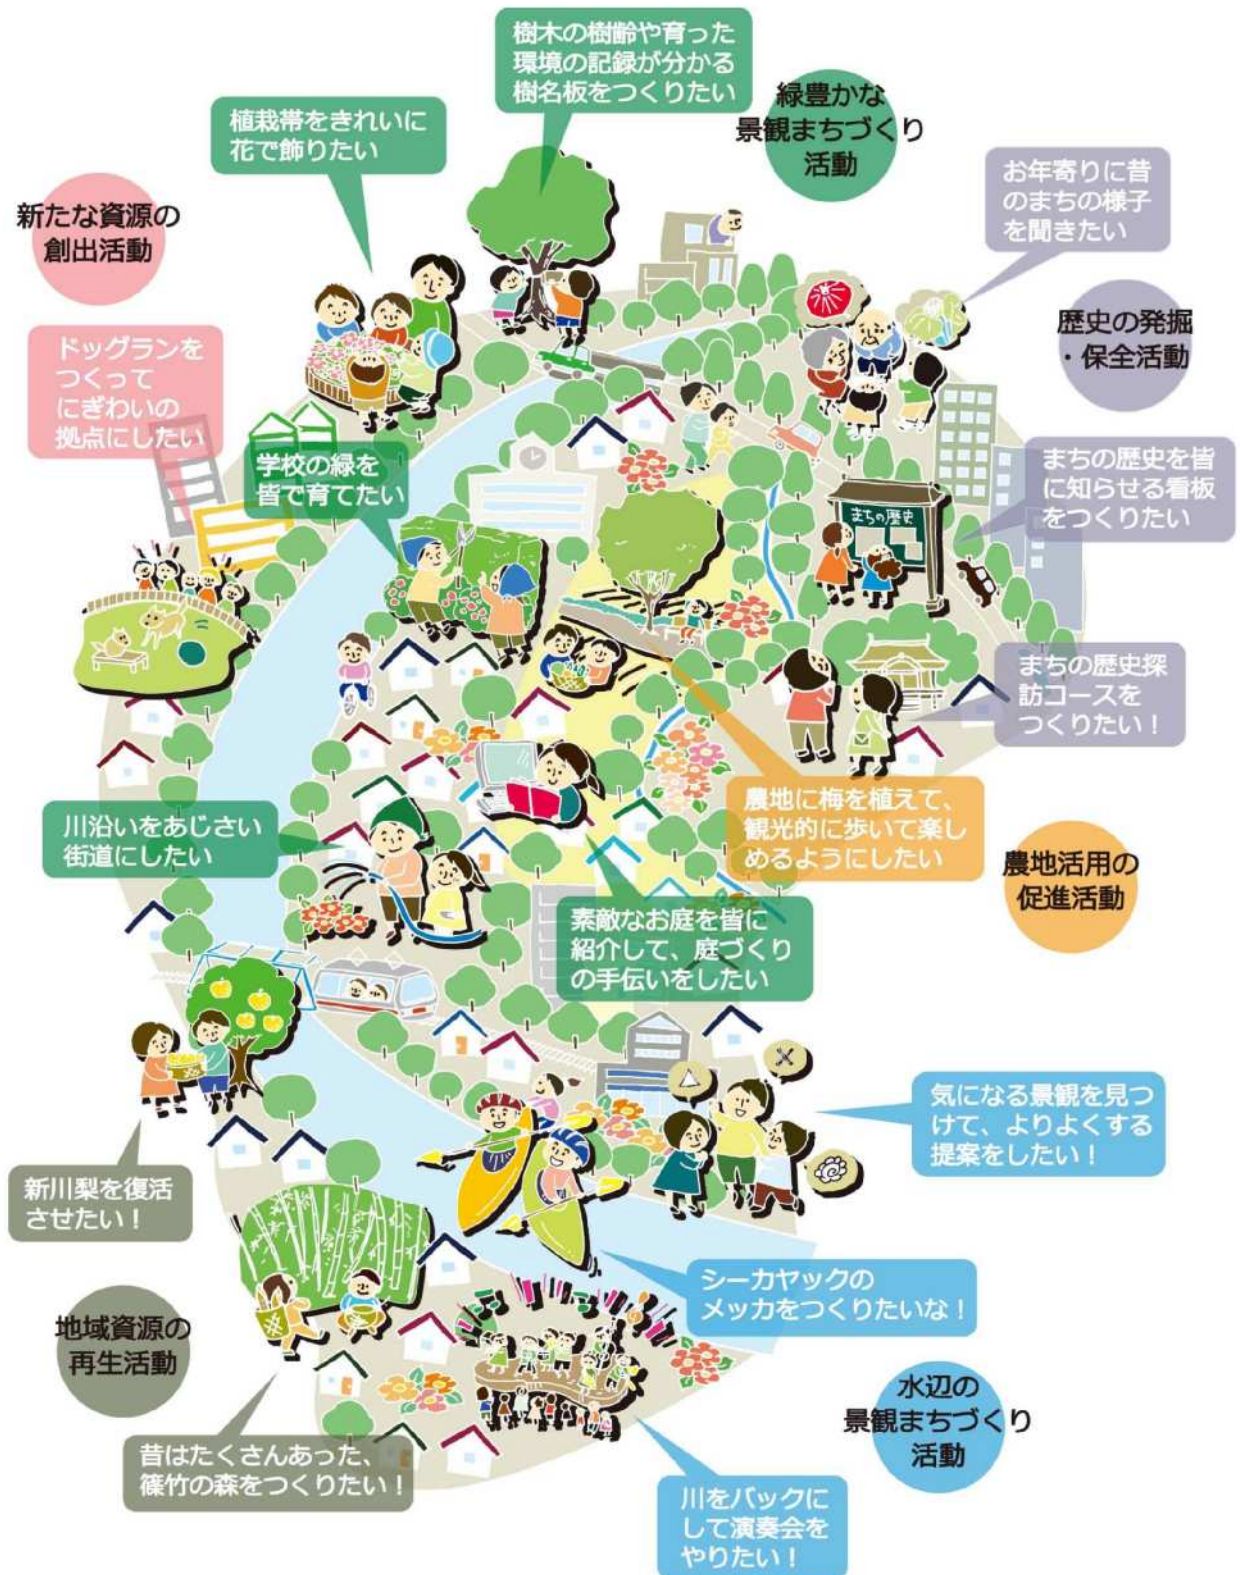 樹木の樹齢や育った
環境の記録が分かる
樹名板をつくりたい
緑豊かな
景観まちづくり
活動
植栽帯をきれいに
花で飾りたい
お年寄りに昔
のまちの様子
を聞きたい
新たな資源の
創出活動
歴史の発掘
・保全活動
ドッグランを
つくって
にぎわいの
拠点にしたい
学校の緑を
皆で育てたい
まちの歴史を皆
に知らせる看板
をつくりたい
まちの歴史
まちの歴史探
訪コースを
つくりたい！
農地に梅を植えて、
観光的に歩いて楽し
めるようにしたい
川沿いをあじさい
街道にしたい
農地活用の
促進活動
素敵なお庭を皆に
紹介して、庭づくり
の手伝いをしたい
気になる景観を見つ
けて、よりよくする
提案をしたい！
新川梨を復活
させたい！
シーカヤックの
メッカをつくりたいな！
地域資源の
再生活動
水辺の
景観まちづくり
活動
昔はたくさんあった、
篠竹の森をつくりたい！
川をバックに
して演奏会を
やりたい！